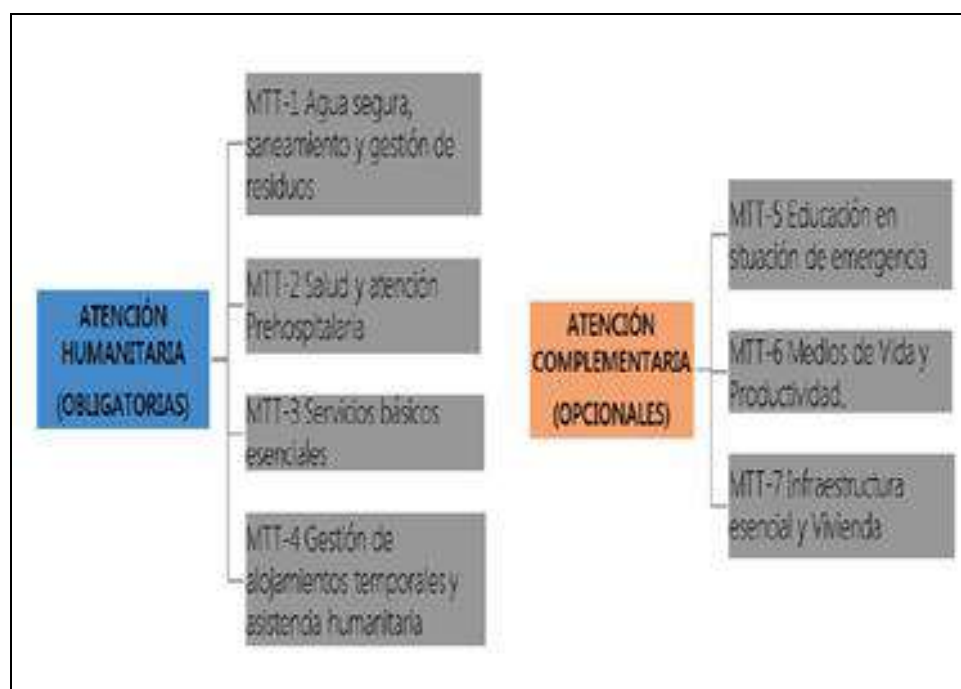 ATENCIÓN
HUMANITARIA
(OBLIGATORIAS)
MTT-1 Agua segura,
saneamiento y gestión de
residuos
MTT-2 Salud y atención
Prehospitalaria
MTT-3 Servicios básicos
esenciales
MTT-4 Gestión de
alojamientos temporales y
asistencia humanitaria
ATENCIÓN
COMPLEMENTARIA
(OPCIONALES)
MTT-5 Educación en
situación de emergencia
MTT-6 Medios de Vida y
Productividad,
MTT-7 Infraestructura
esencial y Vivienda